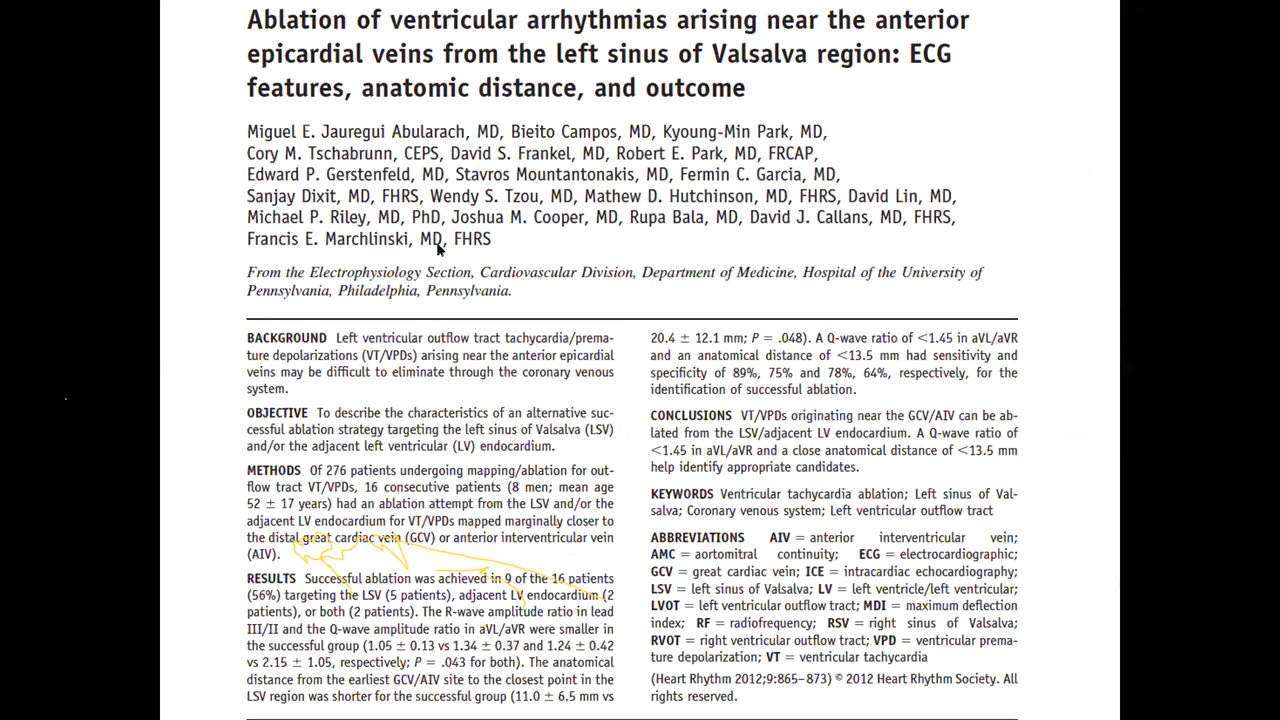 Ablation of ventricular arrhythmias arising near the anterior
epicardial veins from the left sinus of Valsalva region: ECG
features, anatomic distance, and outcome
Miguel E. Jauregui Abularach, MD, Bieito Campos, MD, Kyoung-Min Park, MD,
Cory M. Tschabrunn, CEPS, David S. Frankel, MD, Robert E. Park, MD, FRCAP,
Edward P. Gerstenfeld, MD, Stavros Mountantonakis, MD, Fermin C. Garcia, MD,
Sanjay Dixit, MD, FHRS, Wendy S. Tzou, MD, Mathew D. Hutchinson, MD, FHRS, David Lin, MD,
Michael P. Riley, MD, PhD, Joshua M. Cooper, MD, Rupa Bala, MD, David J. Callans, MD, FHRS,
Francis E. Marchlinski, MD, FHRS
From the Electrophysiology Section, Cardiovascular Division, Department of Medicine, Hospital of the University of
Pennsylvania, Philadelphia, Pennsylvania.
BACKGROUND Left ventricular outflow tract tachycardia/prema-
ture depolarizations (VT/VPDs) arising near the anterior epicardial
veins may be difficult to eliminate through the coronary venous
system.
OBJECTIVE To describe the characteristics of an alternative suc-
cessful ablation strategy targeting the left sinus of Valsalva (LSV)
and/or the adjacent left ventricular (LV) endocardium.
METHODS Of 276 patients undergoing mapping/ablation for out-
flow tract VT/VPDs, 16 consecutive patients (8 men; mean age
52 ± 17 years) had an ablation attempt from the LSV and/or the
adjacent LV endocardium for VT/VPDs mapped marginally closer to
the distal great cardiac vein (GCV) or anterior interventricular vein
(AIV).
RESULTS Successful ablation was achieved in 9 of the 16 patients
(56%) targeting the LSV (5 patients), adjacent LV endocardium (2
patients), or both (2 patients). The R-wave amplitude ratio in lead
III/II and the Q-wave amplitude ratio in aVL/aVR were smaller in
the successful group (1.05 ± 0.13 vs 1.34 ± 0.37 and 1.24 ± 0.42
vs 2.15 ± 1.05, respectively; P = .043 for both). The anatomical
distance from the earliest GCV/AIV site to the closest point in the
LSV region was shorter for the successful group (11.0 ± 6.5 mm vs
20.4 ± 12.1 mm; P = .048). A Q-wave ratio of <1.45 in aVL/aVR
and an anatomical distance of <13.5 mm had sensitivity and
specificity of 89%, 75% and 78%, 64%, respectively, for the
identification of successful ablation.
CONCLUSIONS VT/VPDs originating near the GCV/AIV can be ab-
lated from the LSV/adjacent LV endocardium. A Q-wave ratio of
<1.45 in aVL/aVR and a close anatomical distance of <13.5 mm
help identify appropriate candidates.
KEYWORDS Ventricular tachycardia ablation; Left sinus of Val-
salva; Coronary venous system; Left ventricular outflow tract
ABBREVIATIONS AIV = anterior interventricular vein;
AMC = aortomitral continuity; ECG = electrocardiographic;
GCV = great cardiac vein; ICE = intracardiac echocardiography;
LSV = left sinus of Valsalva; LV = left ventricle/left ventricular;
LVOT = left ventricular outflow tract; MDI = maximum deflection
index; RF = radiofrequency; RSV = right sinus of Valsalva;
RVOT = right ventricular outflow tract; VPD = ventricular prema-
ture depolarization; VT = ventricular tachycardia
(Heart Rhythm 2012;9:865–873) © 2012 Heart Rhythm Society. All
rights reserved.